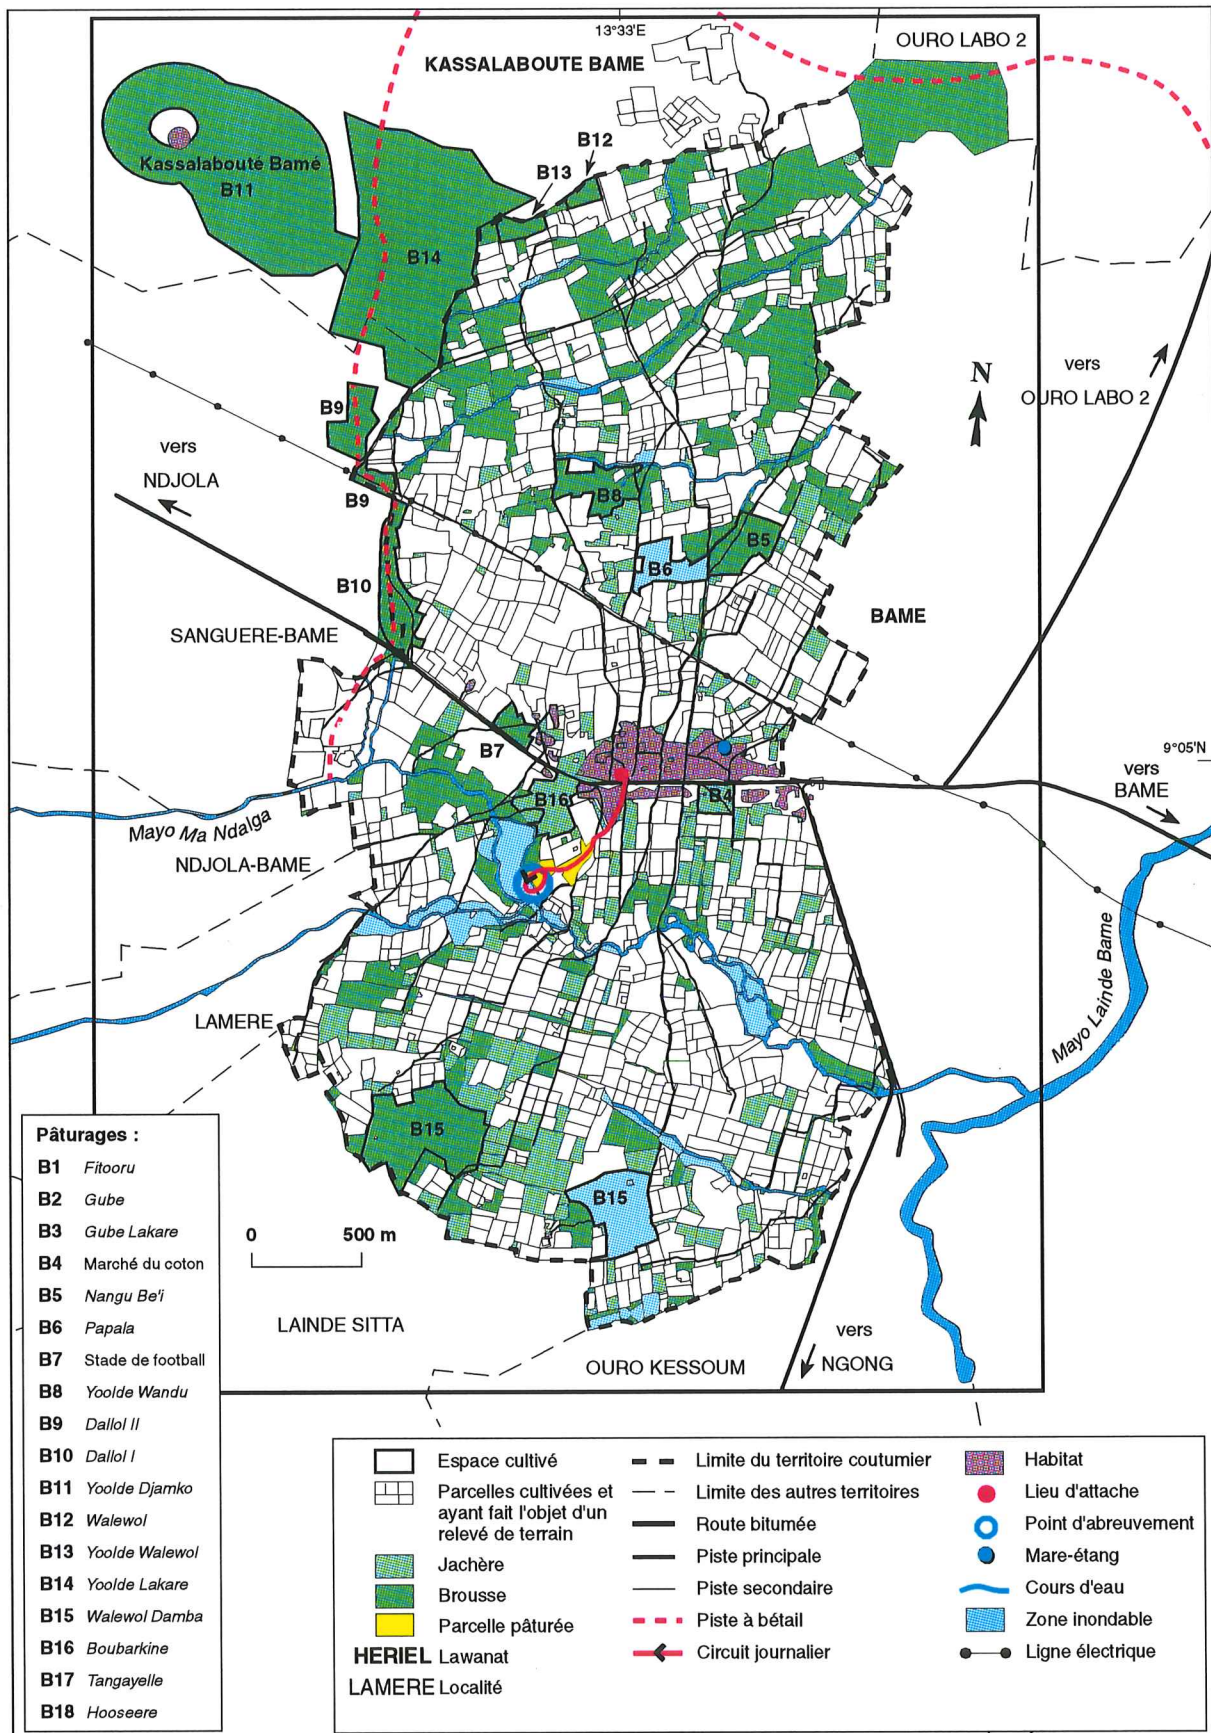 13°33'E
OURO LABO 2
KASSALABOUTE BAME
B12
B13
Kassalabouté Bamé
B11
B14
N
vers
OURO LABO 2
B9
vers
NDJOLA
B9
B8
B5
B6
B10
BAME
SANGUERE-BAME
B7
9°05'N
vers
BAME
B16
B4
Mayo Ma Ndalga
NDJOLA-BAME
Mayo Lainde Bame
LAMERE
B15
B15
0 500 m
LAINDE SITTA
OURO KESSOUM
vers
NGONG
Pâturages :
B1 Fitooru
B2 Gube
B3 Gube Lakare
B4 Marché du coton
B5 Nangu Be'i
B6 Papala
B7 Stade de football
B8 Yoolde Wandu
B9 Dallol II
B10 Dallol I
B11 Yoolde Djamko
B12 Walewol
B13 Yoolde Walewol
B14 Yoolde Lakare
B15 Walewol Damba
B16 Boubarkine
B17 Tangayelle
B18 Hooseere
Espace cultivé
Parcelles cultivées et
ayant fait l'objet d'un
relevé de terrain
Jachère
Brousse
Parcelle pâturée
HERIEL Lawanat
LAMERE Localité
Limite du territoire coutumier
Limite des autres territoires
Route bitumée
Piste principale
Piste secondaire
Piste à bétail
Circuit journalier
Habitat
Lieu d'attache
Point d'abreuvement
Mare-étang
Cours d'eau
Zone inondable
Ligne électrique